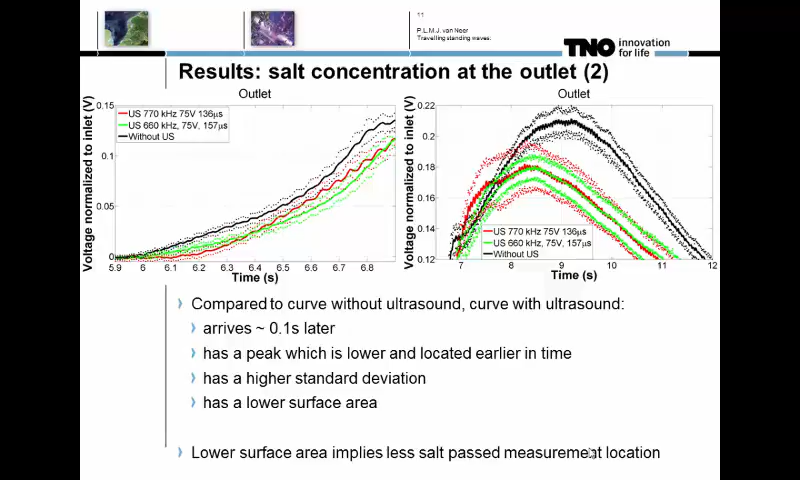 11
P.L.M.J. van Neer
Travelling standing waves:
TNO innovation
for life
Results: salt concentration at the outlet (2)
Outlet
Voltage normalized to inlet (V)
0.15
0.1
0.05
0
US 770 kHz 75V 136µs
US 660 kHz, 75V, 157µs
Without US
5.9 6 6.1 6.2 6.3 6.4 6.5 6.6 6.7 6.8
Time (s)
Outlet
Voltage normalized to inlet (V)
0.22
0.2
0.18
0.16
0.14
0.12
US 770 kHz 75V 136µs
US 660 kHz, 75V, 157µs
Without US
7 8 9 10 11 12
Time (s)
Compared to curve without ultrasound, curve with ultrasound:
arrives ~ 0.1s later
has a peak which is lower and located earlier in time
has a higher standard deviation
has a lower surface area
Lower surface area implies less salt passed measurement location